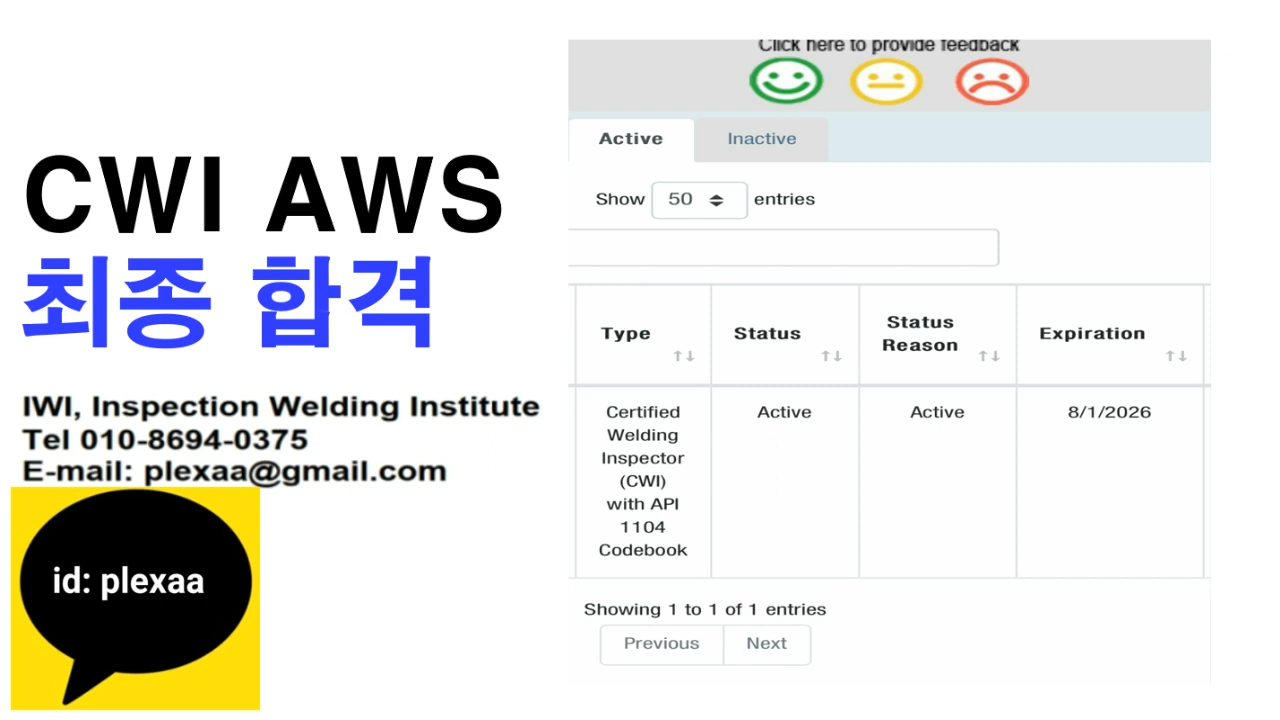 CWI AWS
최종 합격
IWI, Inspection Welding Institute
Tel 010-8694-0375
E-mail: plexaa@gmail.com
id: plexaa
Click here to provide feedback
Active
Inactive
Show 50 entries
Type
Status
Status
Reason
Expiration
Certified
Welding
Inspector
(CWI)
with API
1104
Codebook
Active
Active
8/1/2026
Showing 1 to 1 of 1 entries
Previous
Next